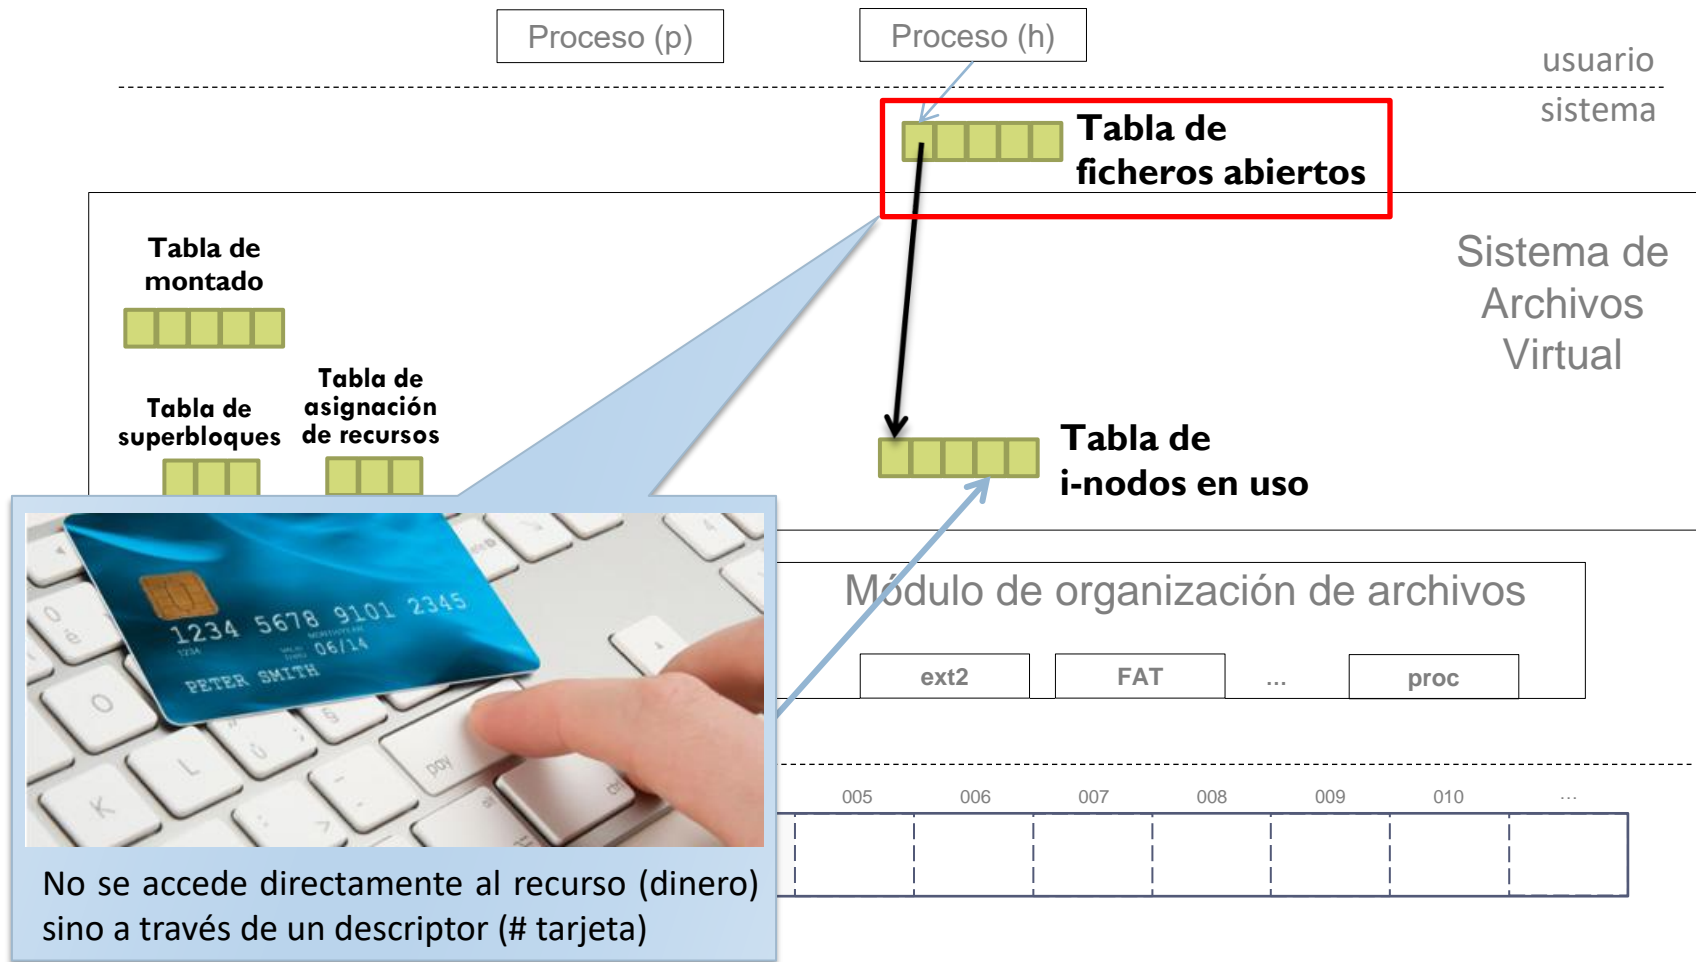 Proceso (p)
Proceso (h)
usuario
sistema
Tabla de
ficheros abiertos
Tabla de
montado
Sistema de
Archivos
Virtual
Tabla de
superbloques
Tabla de
asignación
de recursos
Tabla de
i-nodos en uso
Módulo de organización de archivos
ext2
FAT
...
proc
005
006
007
008
009
010
...
1234 5678 9101 2345
1234
06/14
PETER SMITH
pay
No se accede directamente al recurso (dinero)
sino a través de un descriptor (# tarjeta)